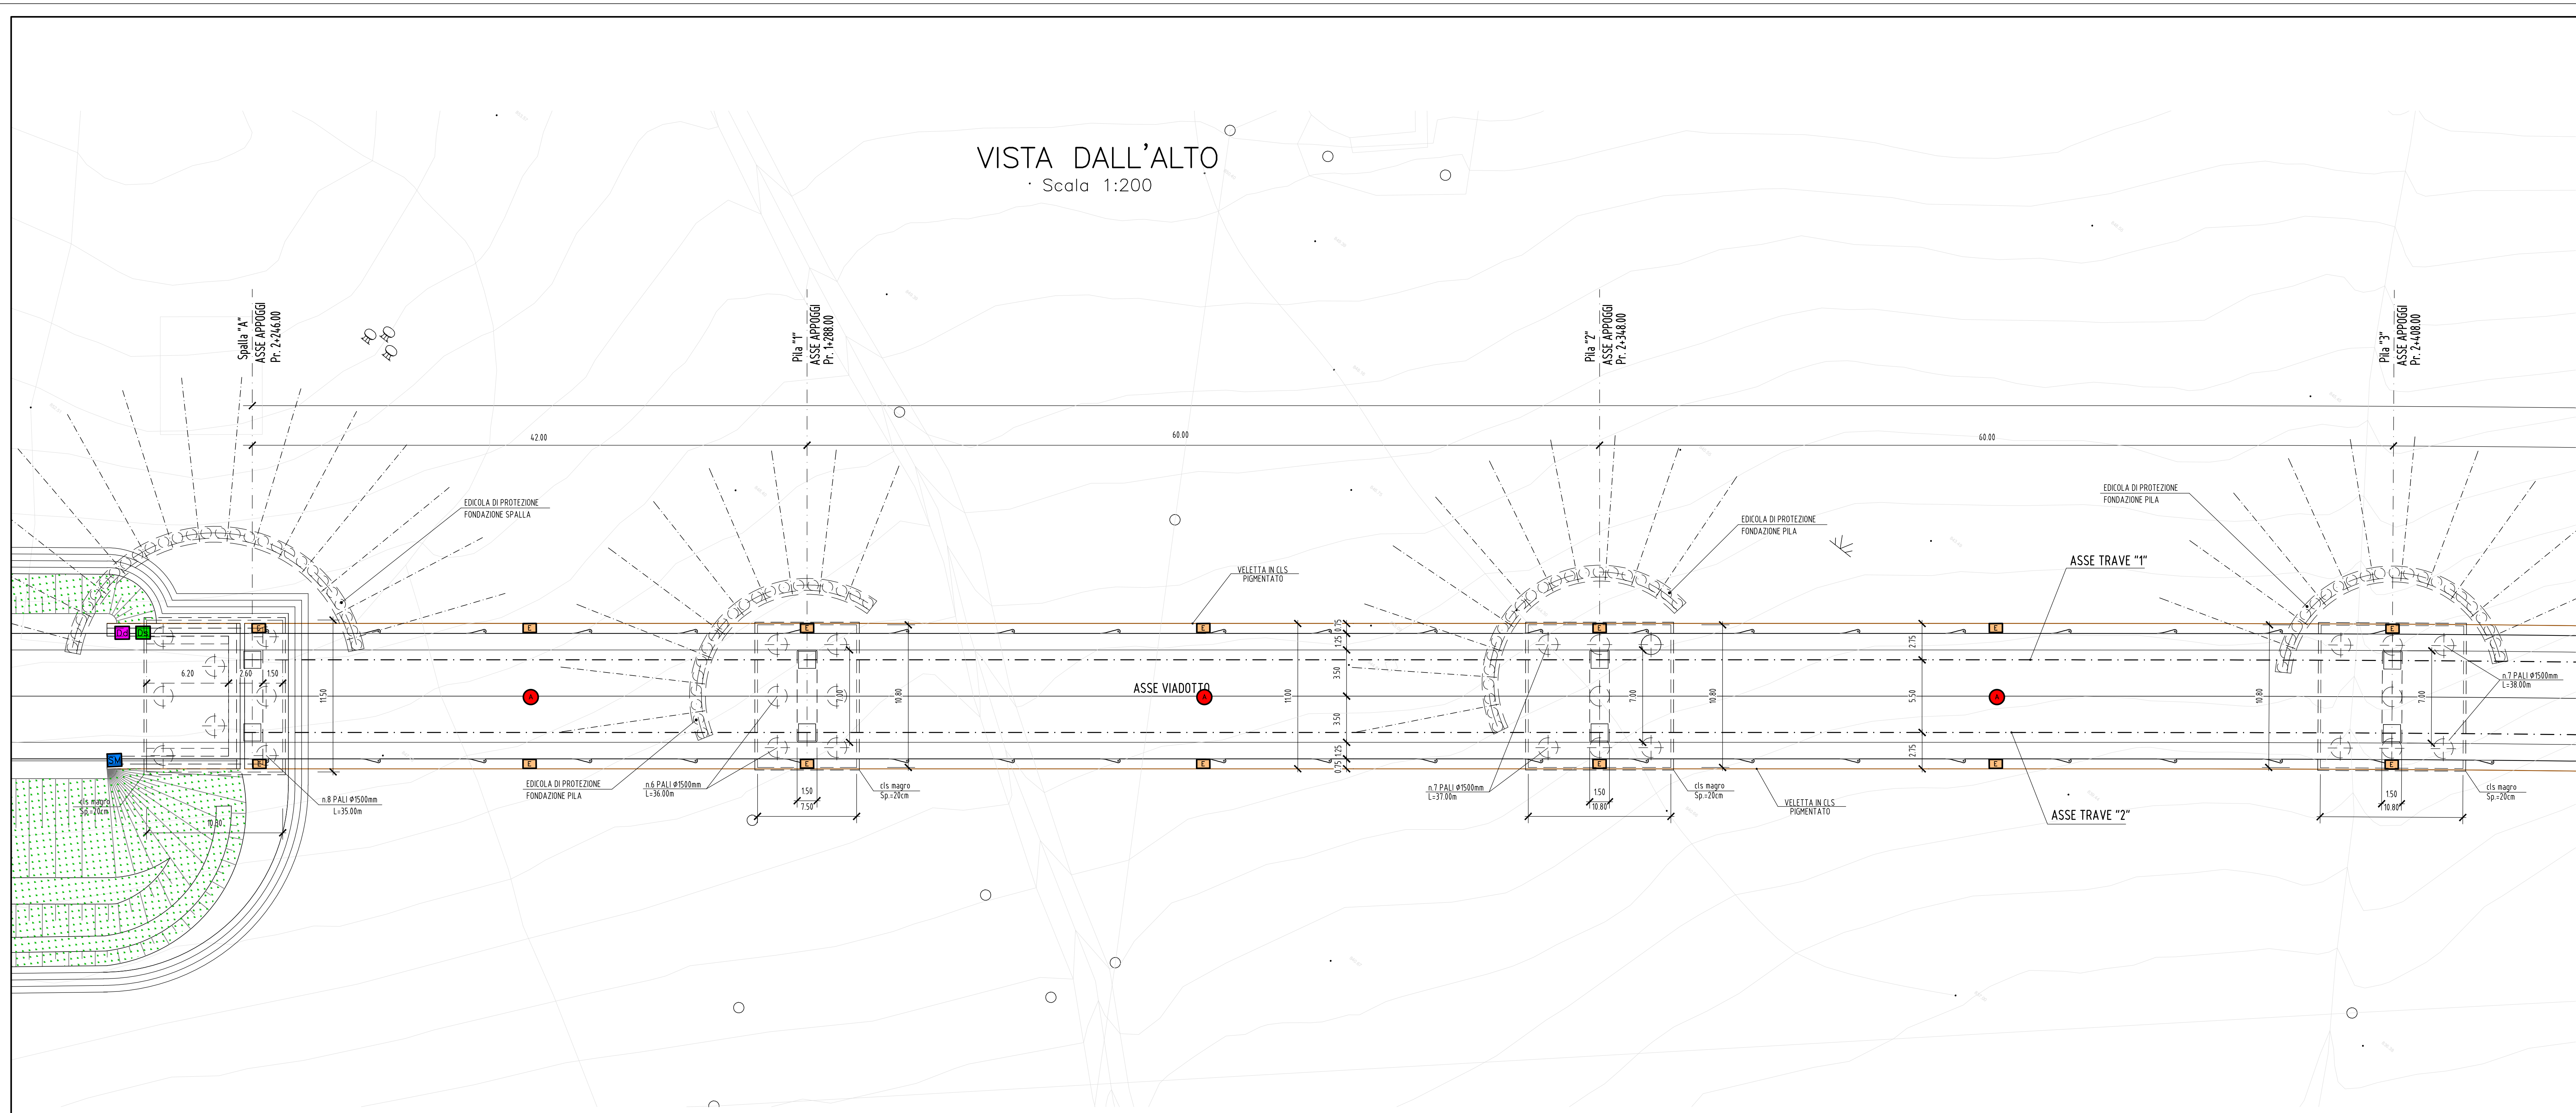 VISTA DALL'ALTO
Scala 1:200
Spalla "A"
ASSE APPOGGI
Pr. 2+246.00
Pila "1"
ASSE APPOGGI
Pr. 1+288.00
Pila "2"
ASSE APPOGGI
Pr. 2+348.00
Pila "3"
ASSE APPOGGI
Pr. 2+408.00
42.00
60.00
60.00
EDICOLA DI PROTEZIONE
FONDAZIONE SPALLA
EDICOLA DI PROTEZIONE
FONDAZIONE PILA
EDICOLA DI PROTEZIONE
FONDAZIONE PILA
VELETTA IN CLS
PIGMENTATO
ASSE TRAVE "1"
Ds
E
E
E
E
E
E
E
6.20
2.60
1.50
11.50
7.00
10.80
11.00
0.75
1.25
3.50
3.50
1.25
0.75
7.00
10.80
2.75
5.50
2.75
10.80
7.00
A
ASSE VIADOTTO
A
A
n.7 PALI Ø1500mm
L=38.00m
SM
E
E
E
E
E
E
E
cls magro
Sp.=20cm
10.80
n.8 PALI Ø1500mm
L=35.00m
EDICOLA DI PROTEZIONE
FONDAZIONE PILA
n.6 PALI Ø1500mm
L=36.00m
1.50
7.50
cls magro
Sp.=20cm
n.7 PALI Ø1500mm
L=37.00m
1.50
10.80
cls magro
Sp.=20cm
VELETTA IN CLS
PIGMENTATO
ASSE TRAVE "2"
1.50
10.80
cls magro
Sp.=20cm